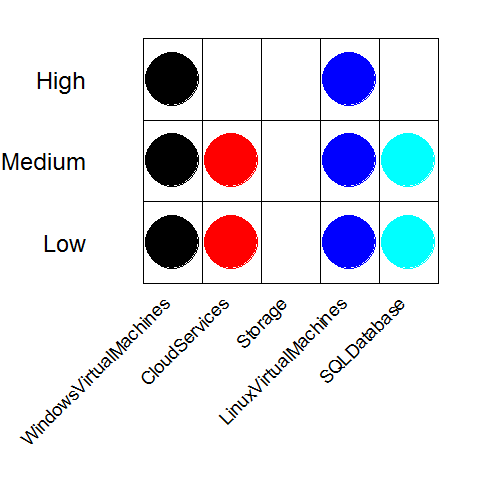 High
Medium
Low
WindowsVirtualMachines
CloudServices
Storage
LinuxVirtualMachines
SQLDatabase